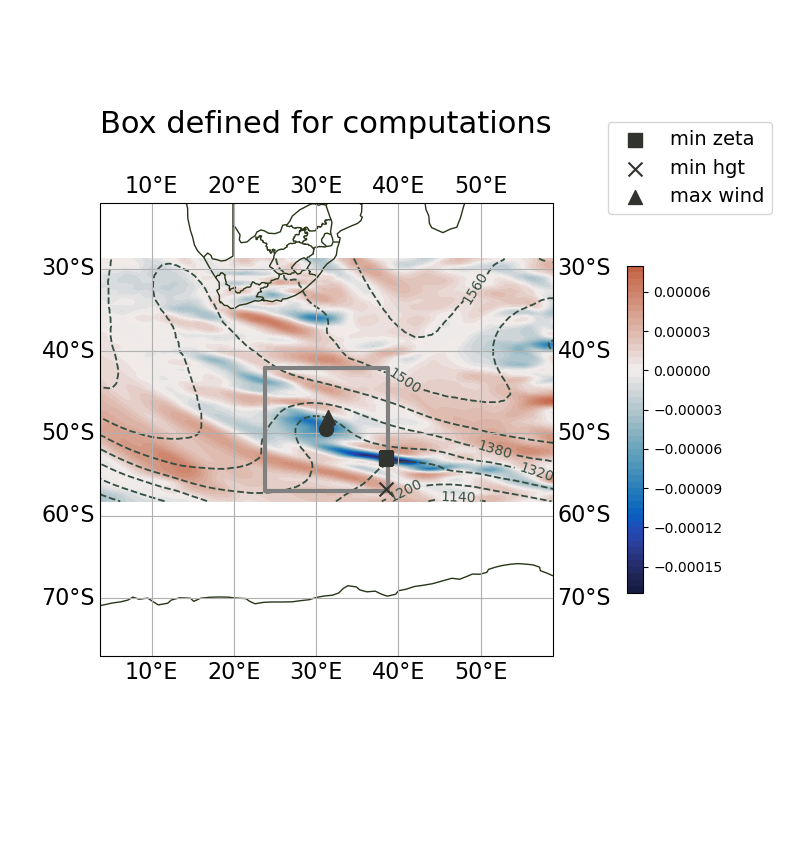 Box defined for computations
min zeta
min hgt
max wind
10°E 20°E 30°E 40°E 50°E
30°S 30°S
40°S 40°S
50°S 50°S
60°S 60°S
70°S 70°S
10°E 20°E 30°E 40°E 50°E
1560
1500
1380
1320
1200
1140
0.00006
0.00003
0.00000
−0.00003
−0.00006
−0.00009
−0.00012
−0.00015